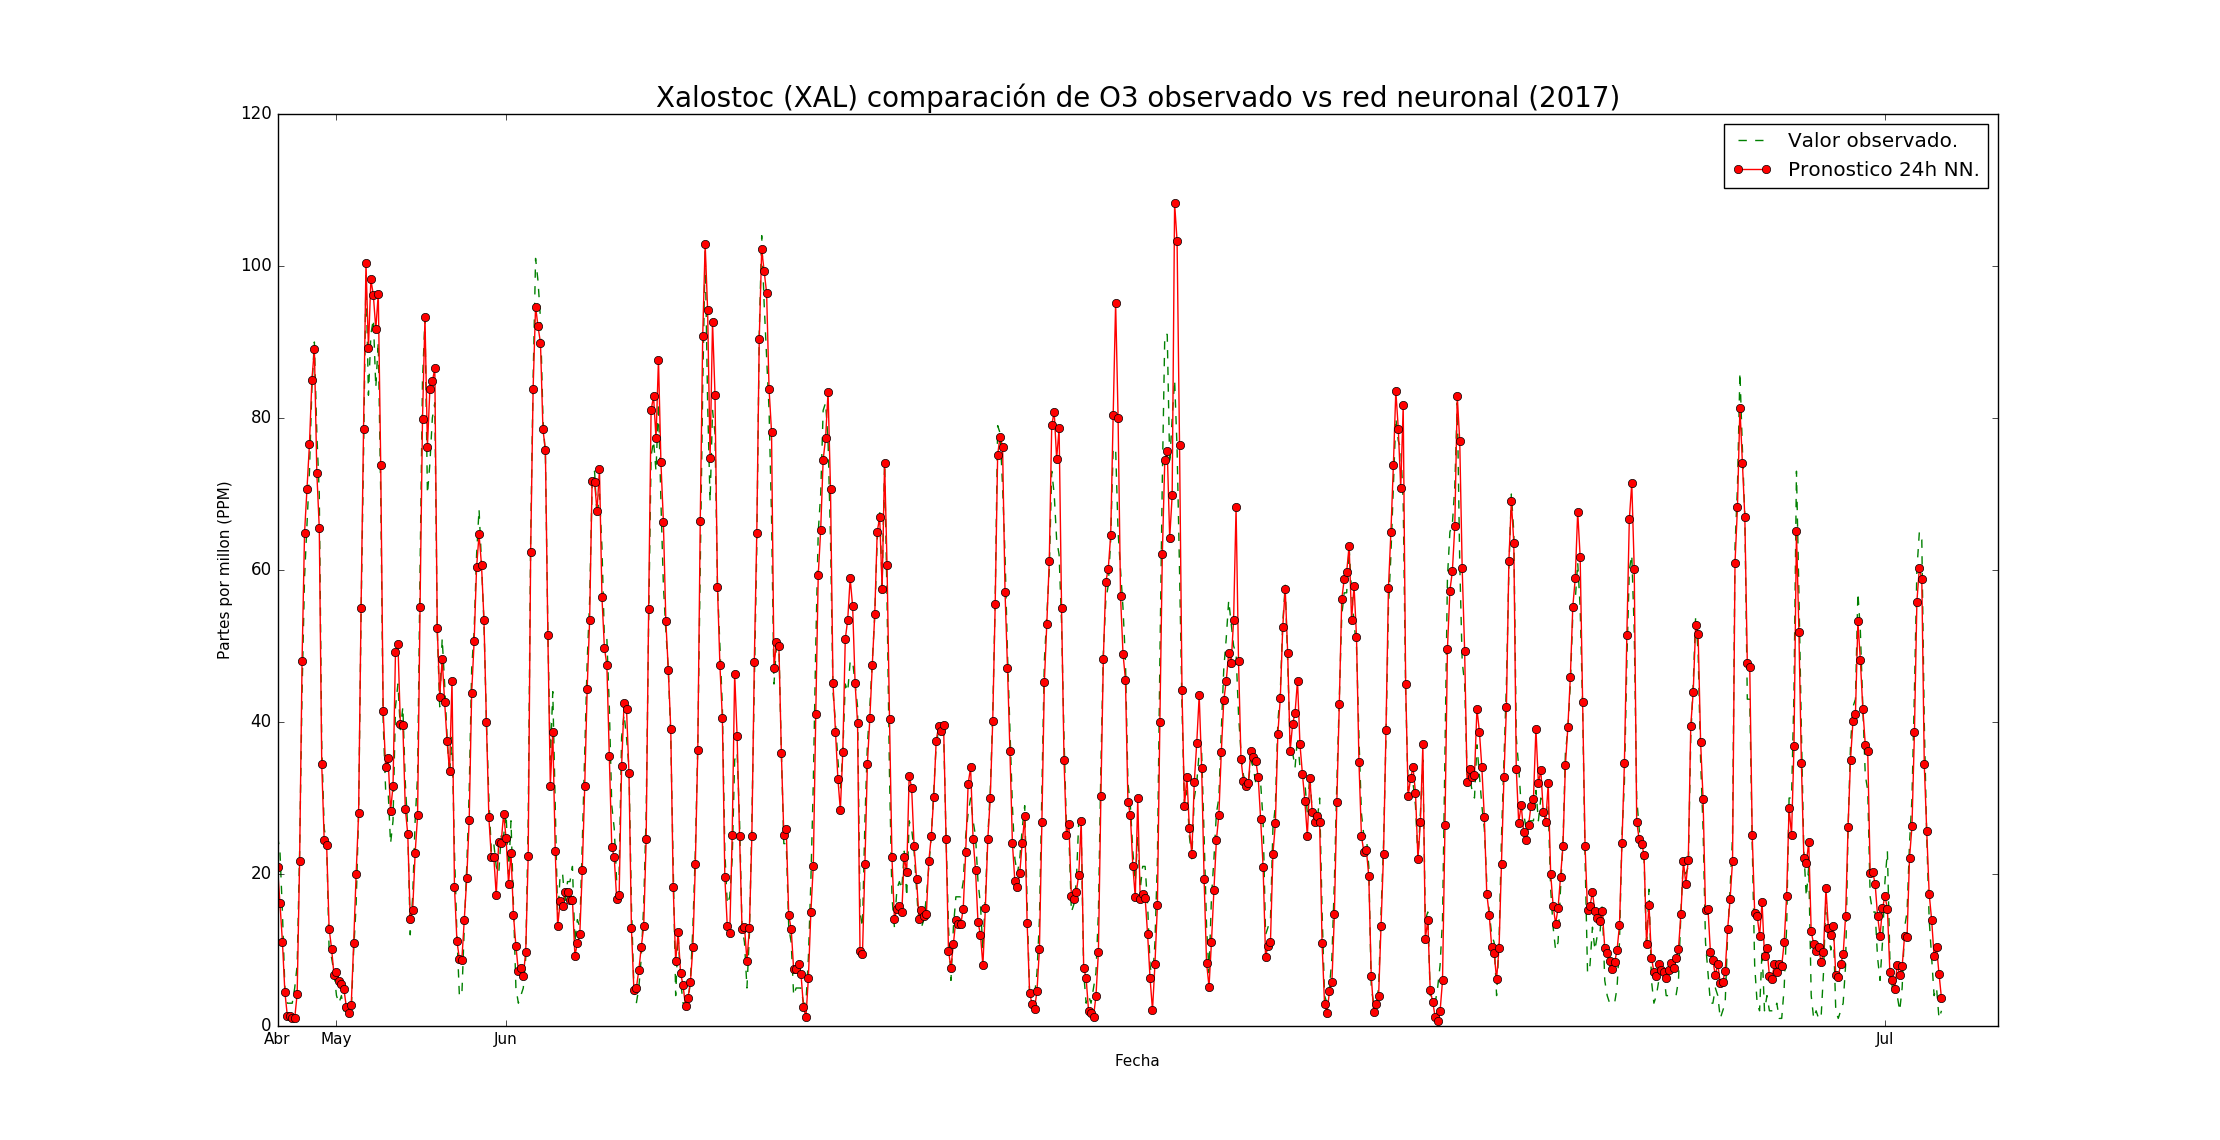 Xalostoc (XAL) comparación de O3 observado vs red neuronal (2017)
120
100
80
60
40
20
0
Partes por millon (PPM)
Valor observado.
Pronostico 24h NN.
Abr
May
Jun
Jul
Fecha